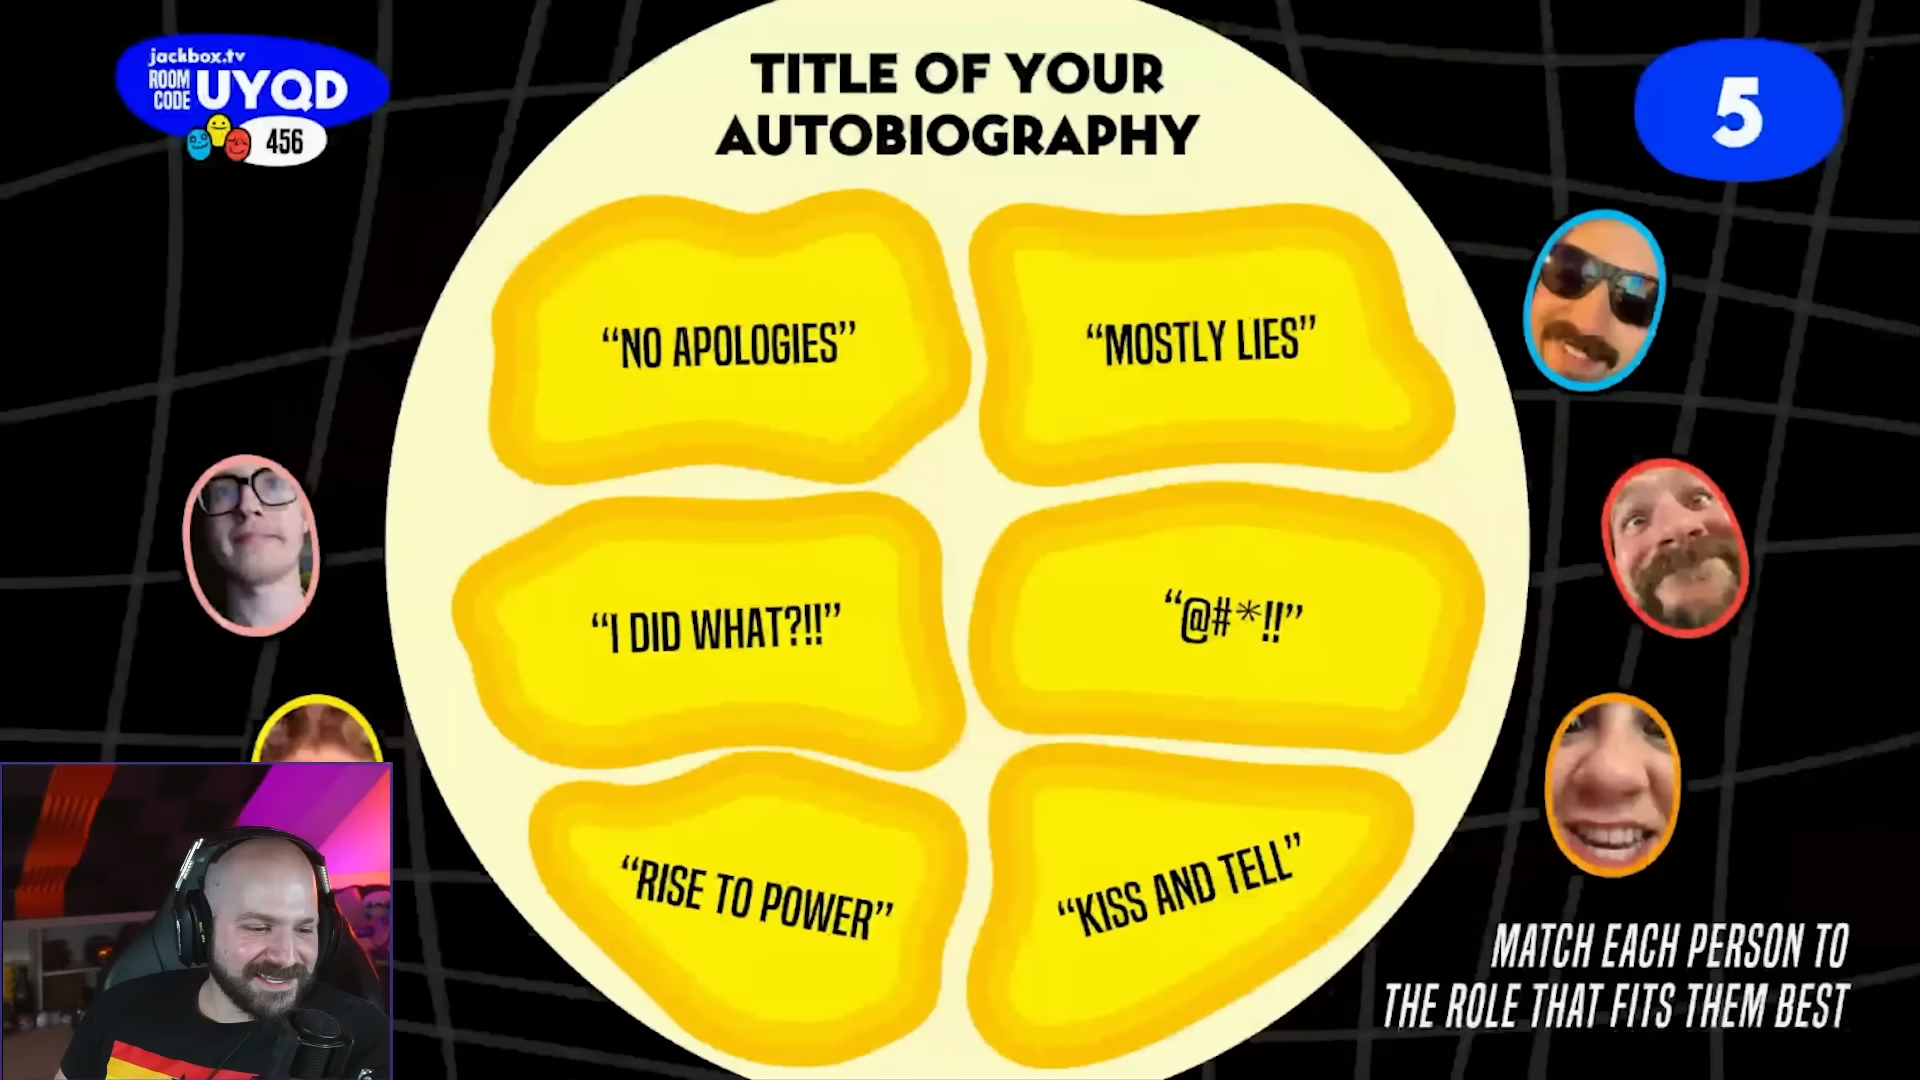 jackbox.tv
ROOM
CODE
UYQD
456
TITLE OF YOUR
AUTOBIOGRAPHY
5
“NO APOLOGIES”
“MOSTLY LIES”
“I DID WHAT?!!”
“@#*!!”
“RISE TO POWER”
“KISS AND TELL”
MATCH EACH PERSON TO
THE ROLE THAT FITS THEM BEST